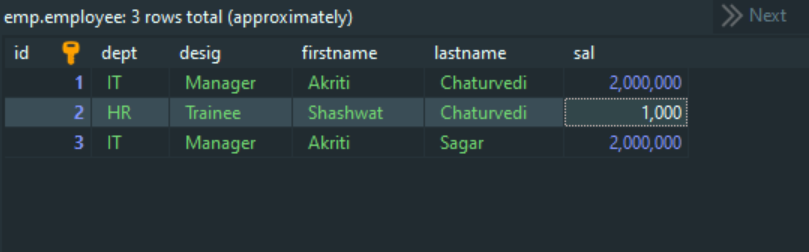 emp.employee: 3 rows total (approximately) Next
id dept desig firstname lastname sal
1 IT Manager Akriti Chaturvedi 2,000,000
2 HR Trainee Shashwat Chaturvedi 1,000
3 IT Manager Akriti Sagar 2,000,000